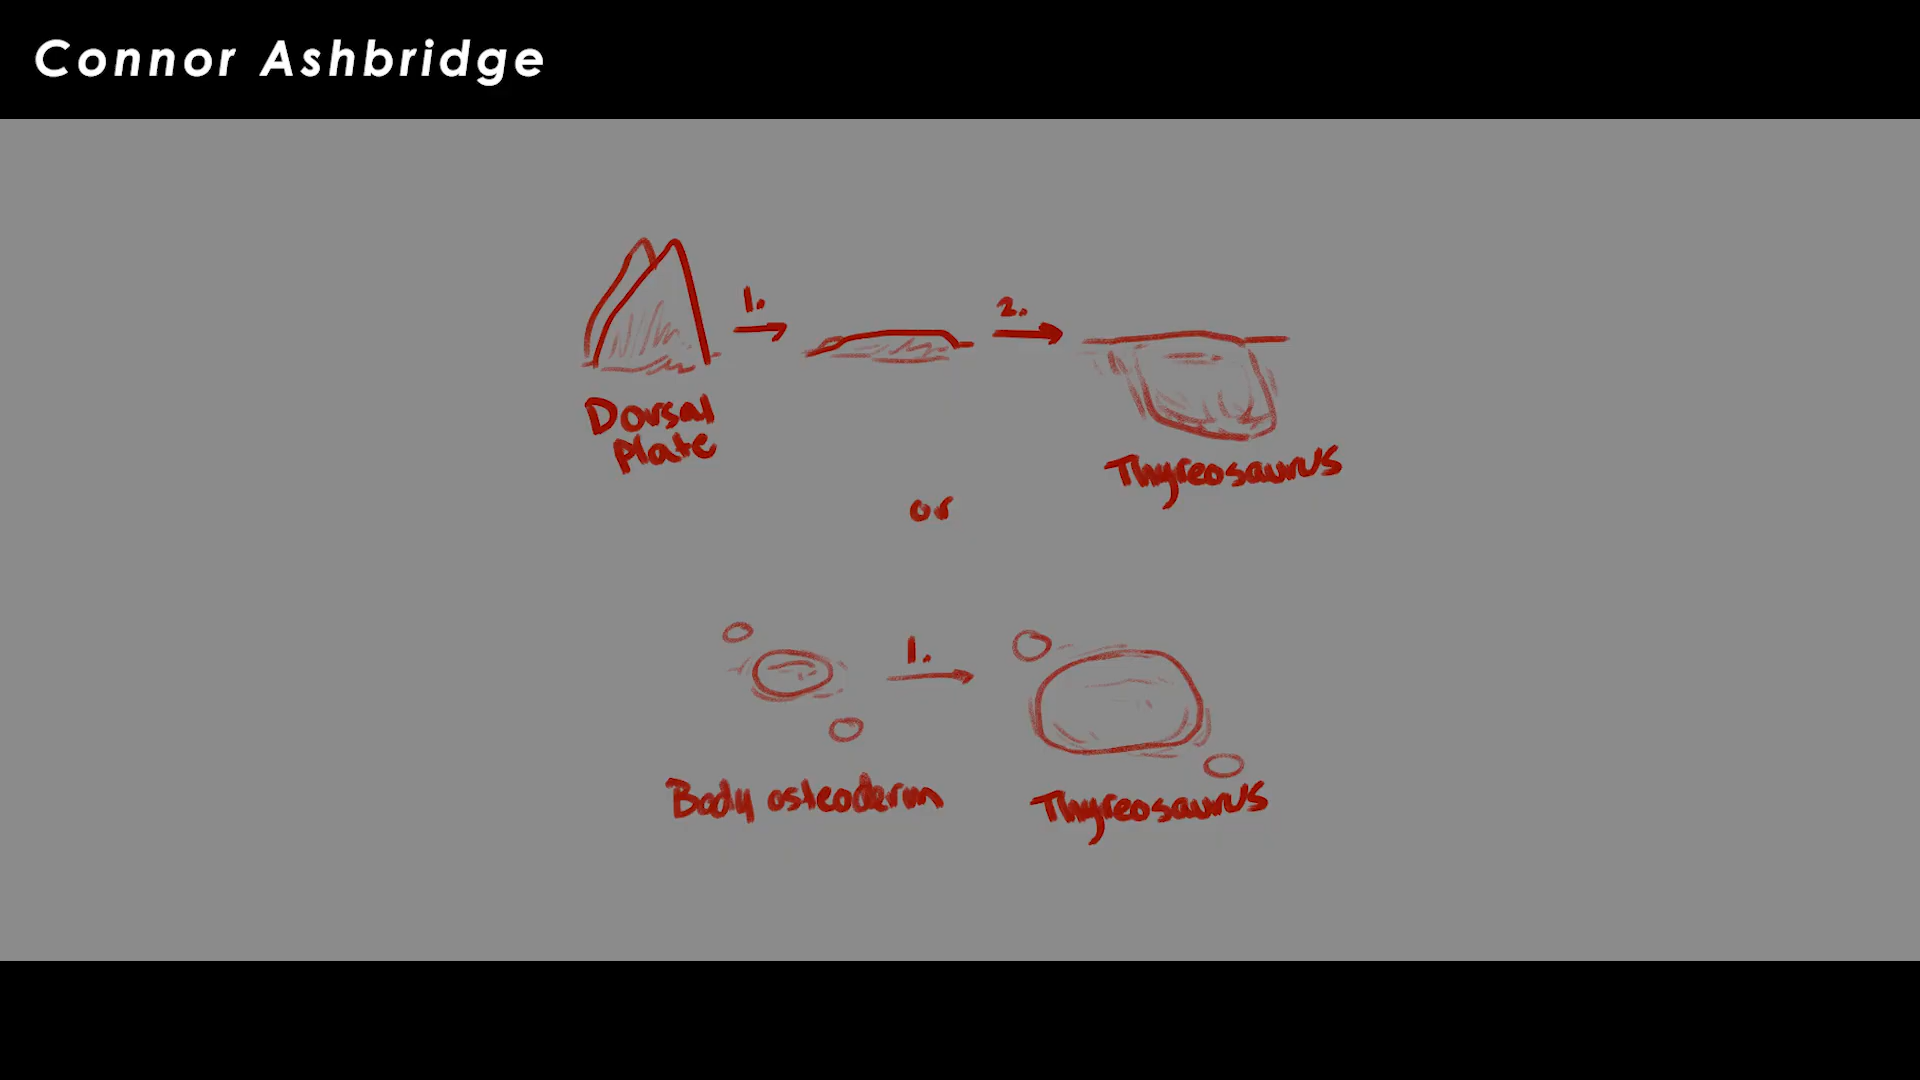 Connor Ashbridge
1.
2.
Dorsal
Plate
Thyreosaurus
or
1.
Body osteoderm
Thyreosaurus